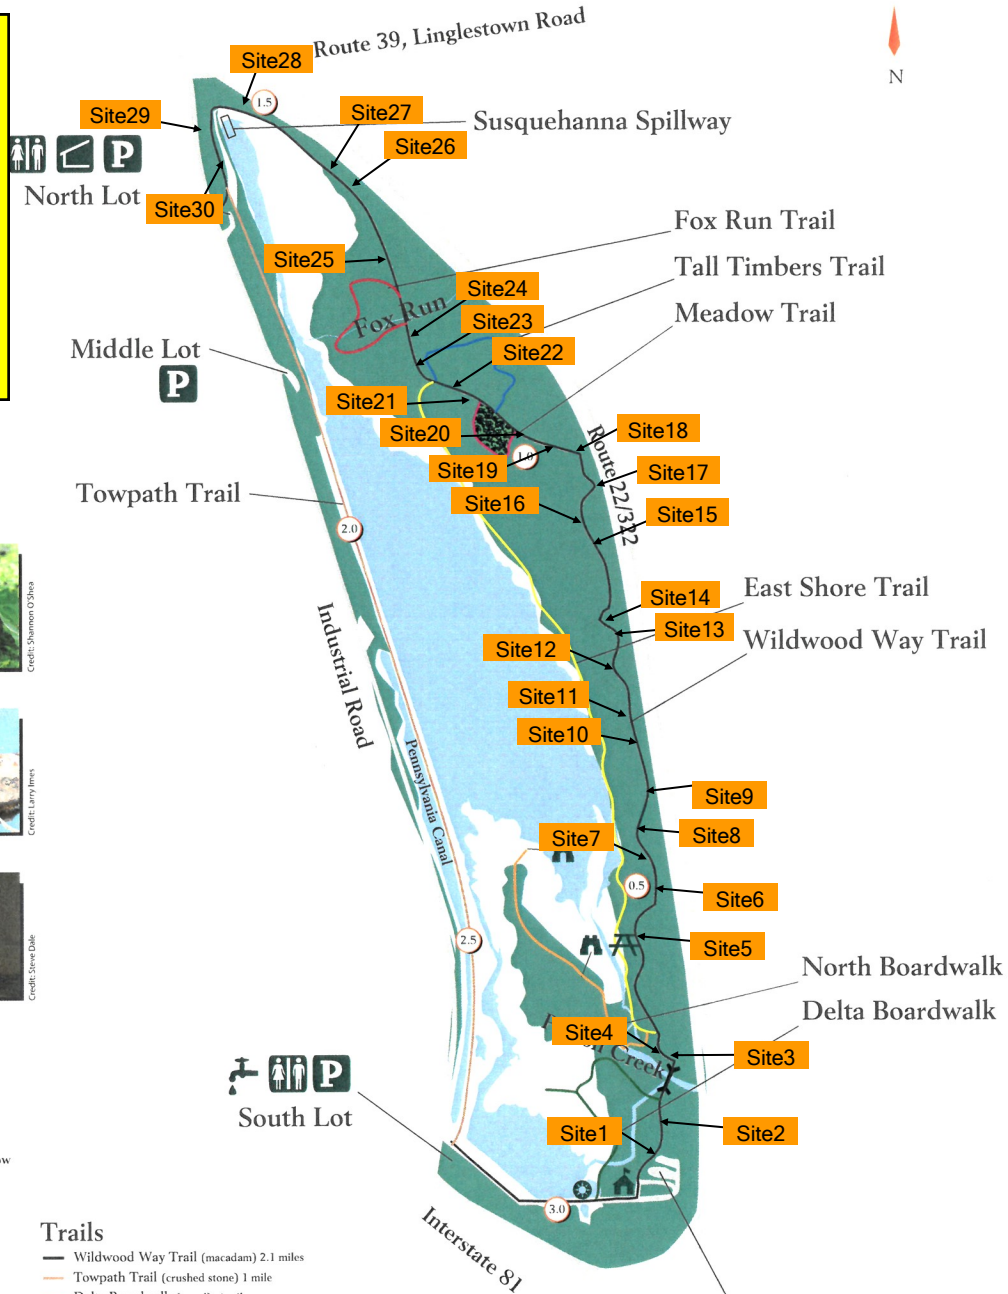 Route 39, Linglestown Road
Site28
1.5
Site29
Site27
Susquehanna Spillway
Site26
N
P
North Lot
Site30
Fox Run Trail
Site25
Tall Timbers Trail
Site24
Fox Run
Meadow Trail
Site23
Middle Lot
P
Site22
Site21
Site20
Site18
Route 22/322
1.0
Site19
Site17
Towpath Trail
Site16
Site15
2.0
Credit: Shannon O'Shea
East Shore Trail
Site14
Site13
Wildwood Way Trail
Industrial Road
Site12
Site11
Site10
Pennsylvania Canal
Credit: Larry Imes
Site9
Site8
Site7
0.5
Site6
Credit: Steve Dale
2.5
Site5
North Boardwalk
Delta Boardwalk
Site4
Creek
Site3
P
South Lot
Site1
Site2
ow
3.0
Interstate 81
Trails
Wildwood Way Trail (macadam) 2.1 miles
Towpath Trail (crushed stone) 1 mile